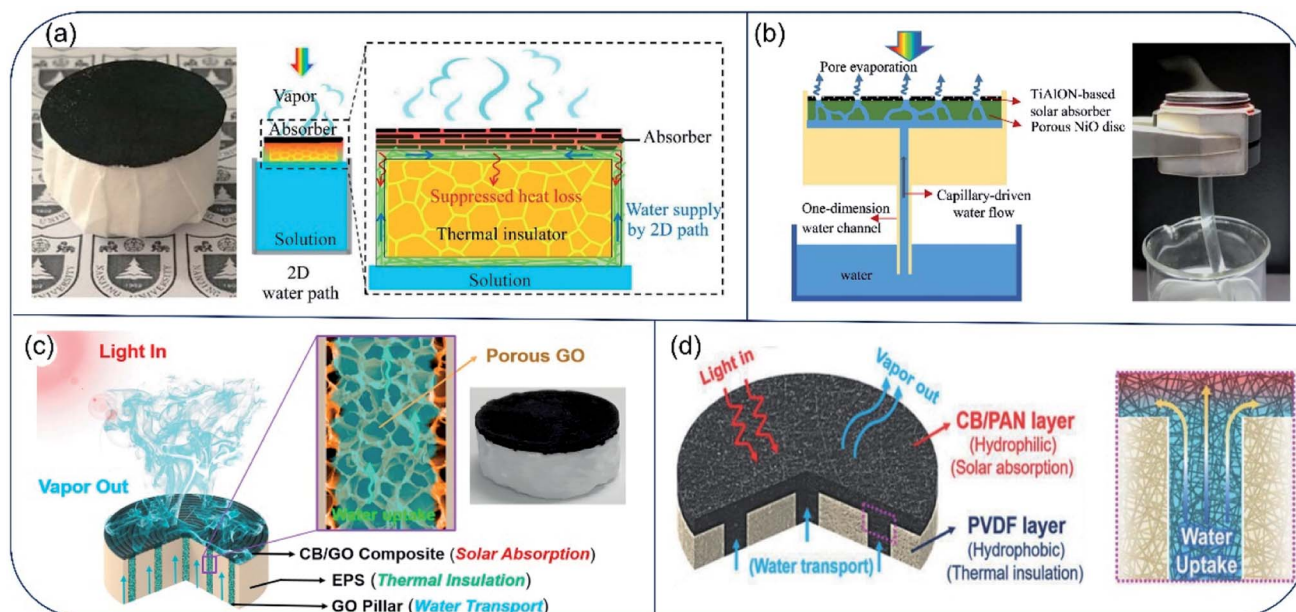 (a)
Vapor
Absorber
Solution
2D
water path
Absorber
Suppressed heat loss
Thermal insulator
Water supply
by 2D path
Solution
(b)
Pore evaporation
TiAlON-based
solar absorber
Porous NiO disc
One-dimension
water channel
Capillary-driven
water flow
water
(c)
Light In
Vapor Out
Porous GO
Water uptake
CB/GO Composite (Solar Absorption)
EPS (Thermal Insulation)
GO Pillar (Water Transport)
(d)
Light in
Vapor out
CB/PAN layer
(Hydrophilic)
(Solar absorption)
PVDF layer
(Hydrophobic)
(Thermal insulation)
(Water transport)
Water
Uptake